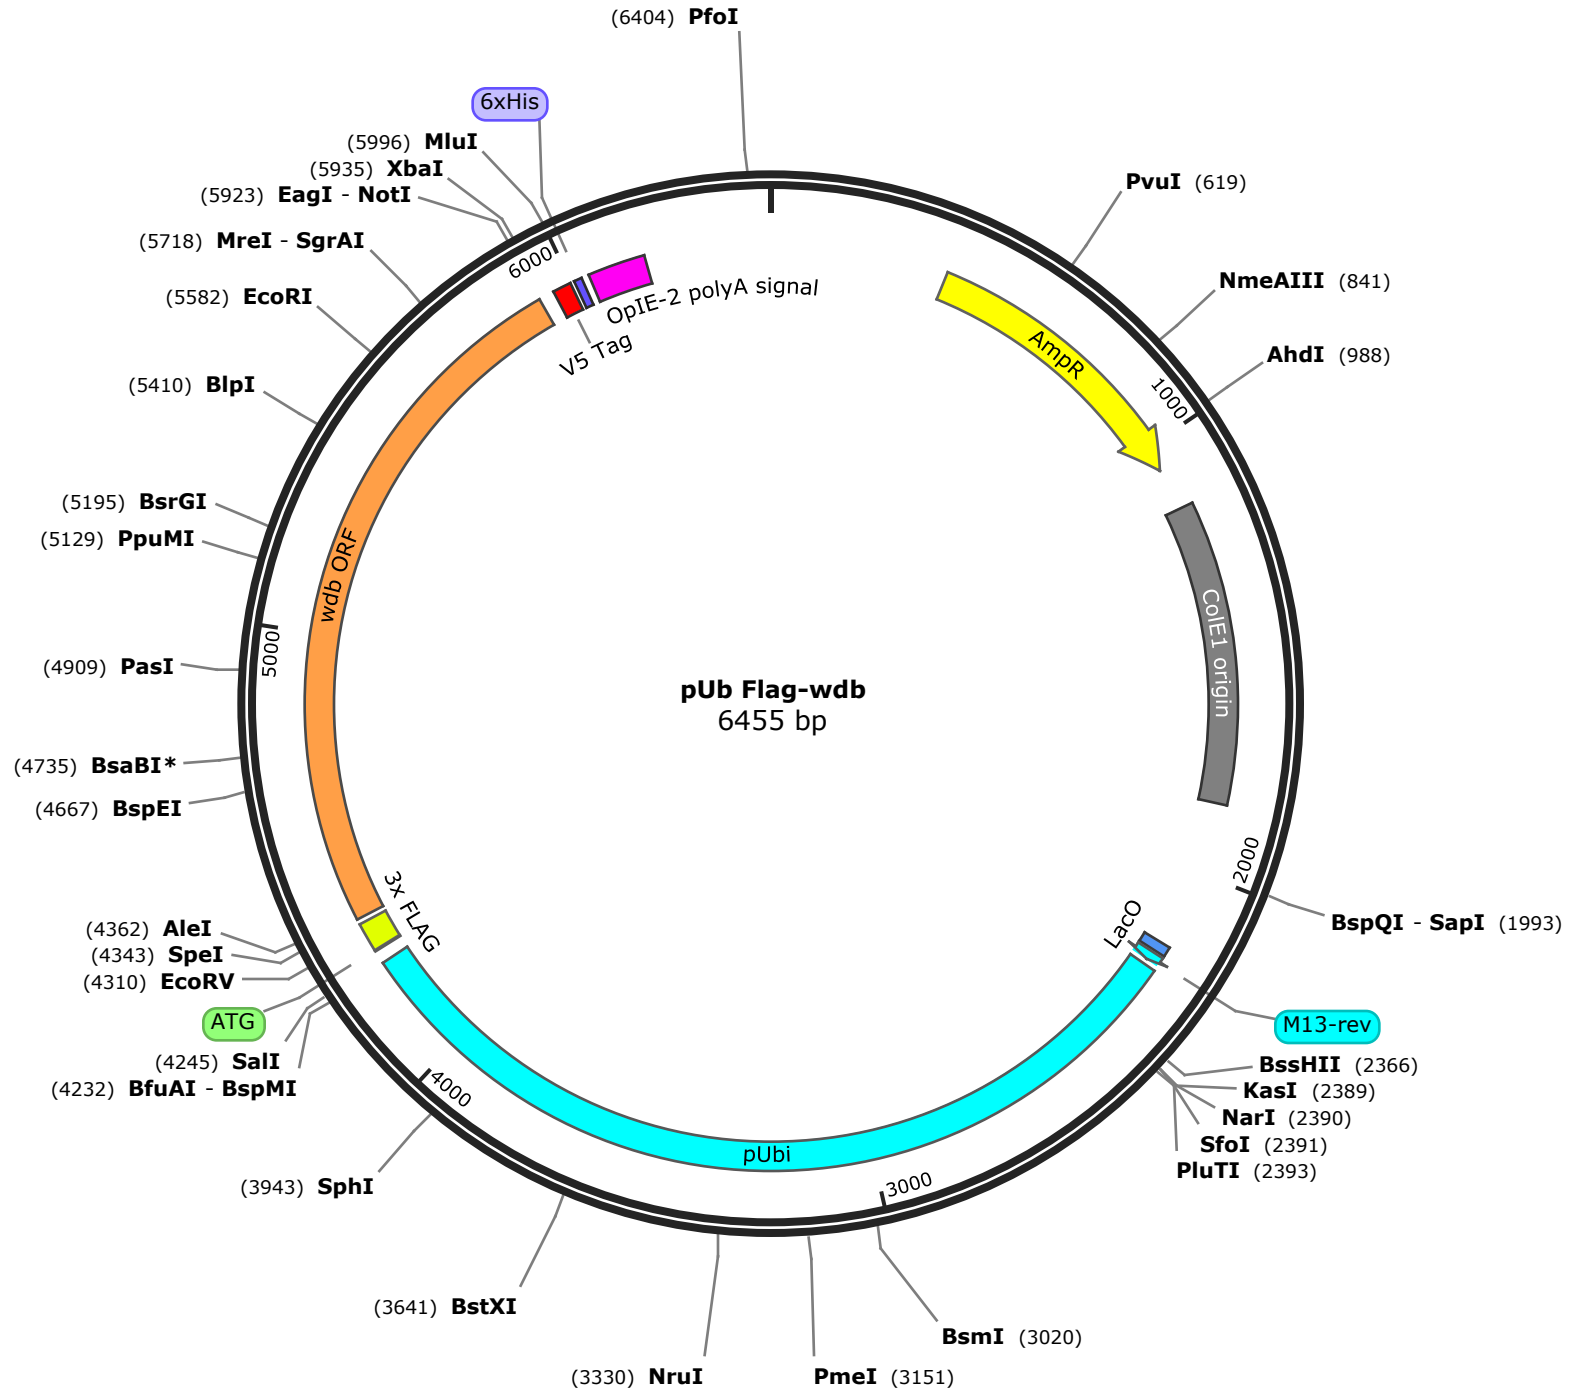 (6404) PfoI
6xHis
(5996) MluI
(5935) XbaI
(5923) EagI - NotI
(5718) MreI - SgrAI
(5582) EcoRI
(5410) BlpI
(5195) BsrGI
(5129) PpuMI
(4909) PasI
(4735) BsaBI*
(4667) BspEI
(4362) AleI
(4343) SpeI
(4310) EcoRV
ATG
(4245) SalI
(4232) BfuAI - BspMI
(3943) SphI
(3641) BstXI
(3330) NruI
PmeI (3151)
BsmI (3020)
PluTI (2393)
SfoI (2391)
NarI (2390)
KasI (2389)
BssHII (2366)
M13-rev
BspQI - SapI (1993)
AhdI (988)
NmeAIII (841)
PvuI (619)
1000
2000
3000
4000
5000
6000
AmpR
ColE1 origin
LacO
pUbi
3x FLAG
wdb ORF
V5 Tag
OpIE-2 polyA signal
pUb Flag-wdb
6455 bp